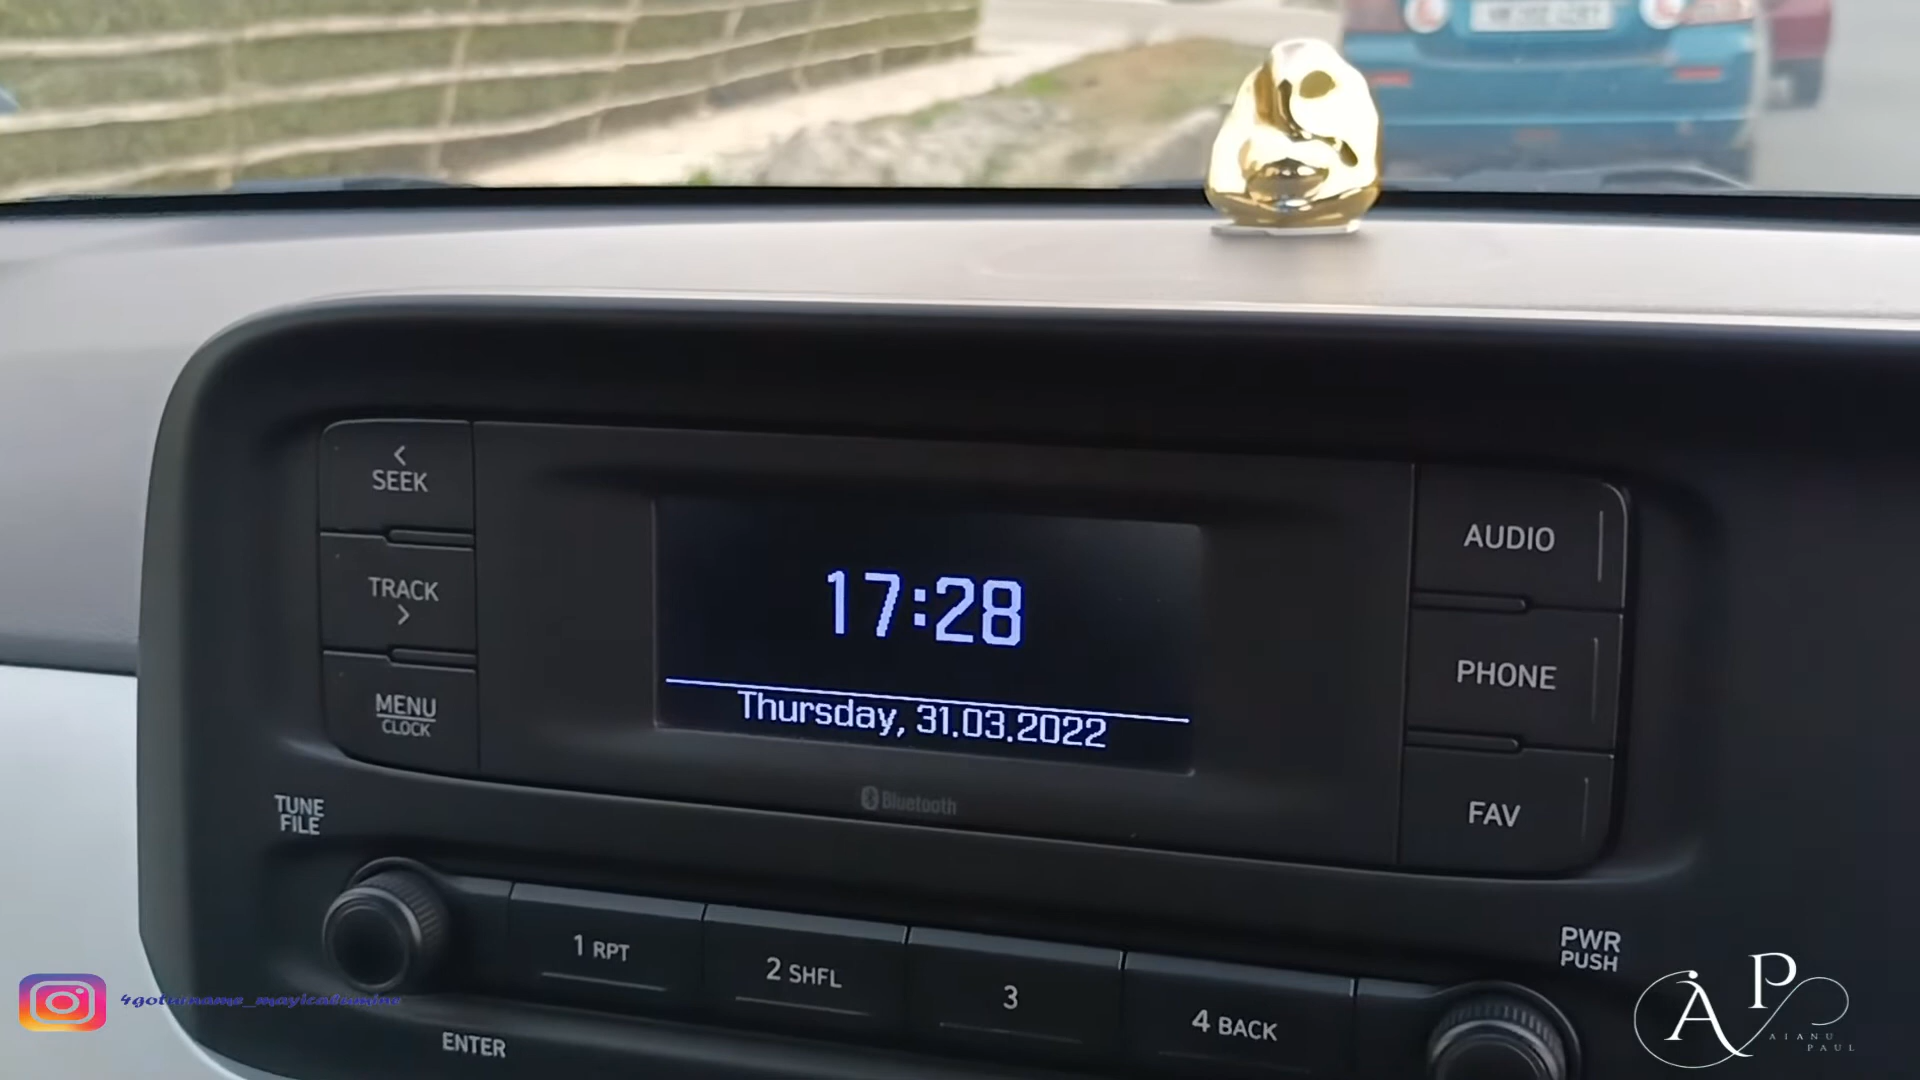 <
SEEK
TRACK
>
MENU
CLOCK
17:28
Thursday, 31.03.2022
Bluetooth
AUDIO
PHONE
FAV
TUNE
FILE
1 RPT
2 SHFL
3
4 BACK
PWR
PUSH
ENTER
AP
AIANU
PAUL